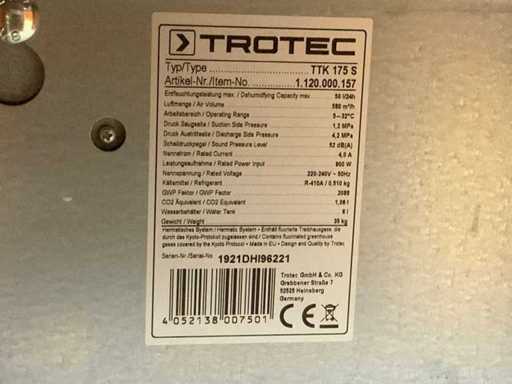 TROTEC
Typ/Type TTK 175 S
Artikel-Nr./Item-No. 1.120.000.157
Entfeuchtungsleistung max. / Dehumidifying Capacity max. 50 l/24h
Luftmenge / Air Volume 580 m³/h
Arbeitsbereich / Operating Range 5–32°C
Druck Saugseite / Suction Side Pressure 1,2 MPa
Druck Austrittseite / Discharge Side Pressure 4,2 MPa
Schalldruckpegel / Sound Pressure Level 52 dB(A)
Nennstrom / Rated Current 4,0 A
Leistungsaufnahme / Rated Power Input 900 W
Nennspannung / Rated Voltage 220-240V ~ 50Hz
Kältemittel / Refrigerant R-410A / 0,510 kg
GWP Faktor / GWP Factor 2088
CO2 Äquivalent / CO2 Equivalent 1,06 t
Wasserbehälter / Water Tank 6 l
Gewicht / Weight 35 kg
Hermetisches System / Hermetic System - Enthält fluorierte Treibhausgase, die
durch das Kyoto-Protokoll zugelassen sind / Contains fluorinated greenhouse
gases covered by the Kyoto Protocol - Made in EU - Design and Quality by Trotec
Serien-Nr./Serial-No 1921DHI96221
Trotec GmbH & Co. KG
Grebbener Straße 7
52525 Heinsberg
Germany
4 052138 007501
CE